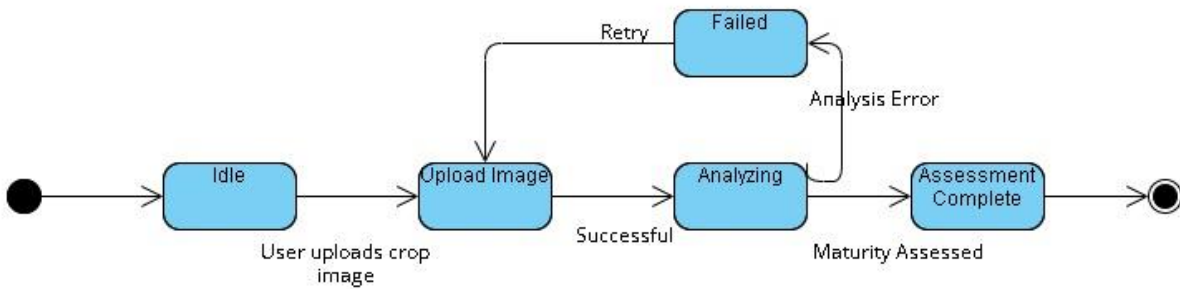 Failed
Retry
Analysis Error
Idle
Upload Image
Analyzing
Assessment
Complete
User uploads crop
image
Successful
Maturity Assessed